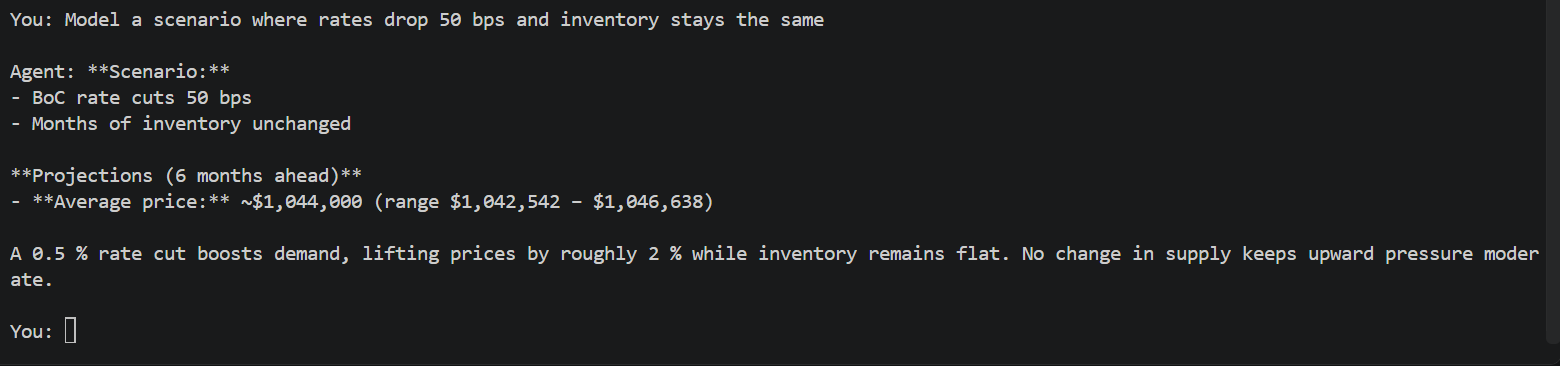 You: Model a scenario where rates drop 50 bps and inventory stays the same
Agent: **Scenario:**
- BoC rate cuts 50 bps
- Months of inventory unchanged
**Projections (6 months ahead)**
- **Average price:** ~$1,044,000 (range $1,042,542 – $1,046,638)
A 0.5 % rate cut boosts demand, lifting prices by roughly 2 % while inventory remains flat. No change in supply keeps upward pressure moder
ate.
You: